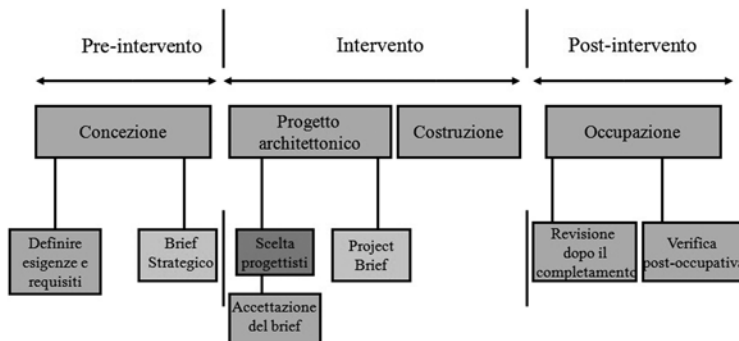 Pre-intervento
Intervento
Post-intervento
Concezione
Progetto
architettonico
Costruzione
Occupazione
Definire
esigenze e
requisiti
Brief
Strategico
Scelta
progettisti
Accettazione
del brief
Project
Brief
Revisione
dopo il
completamento
Verifica
post-occupativa